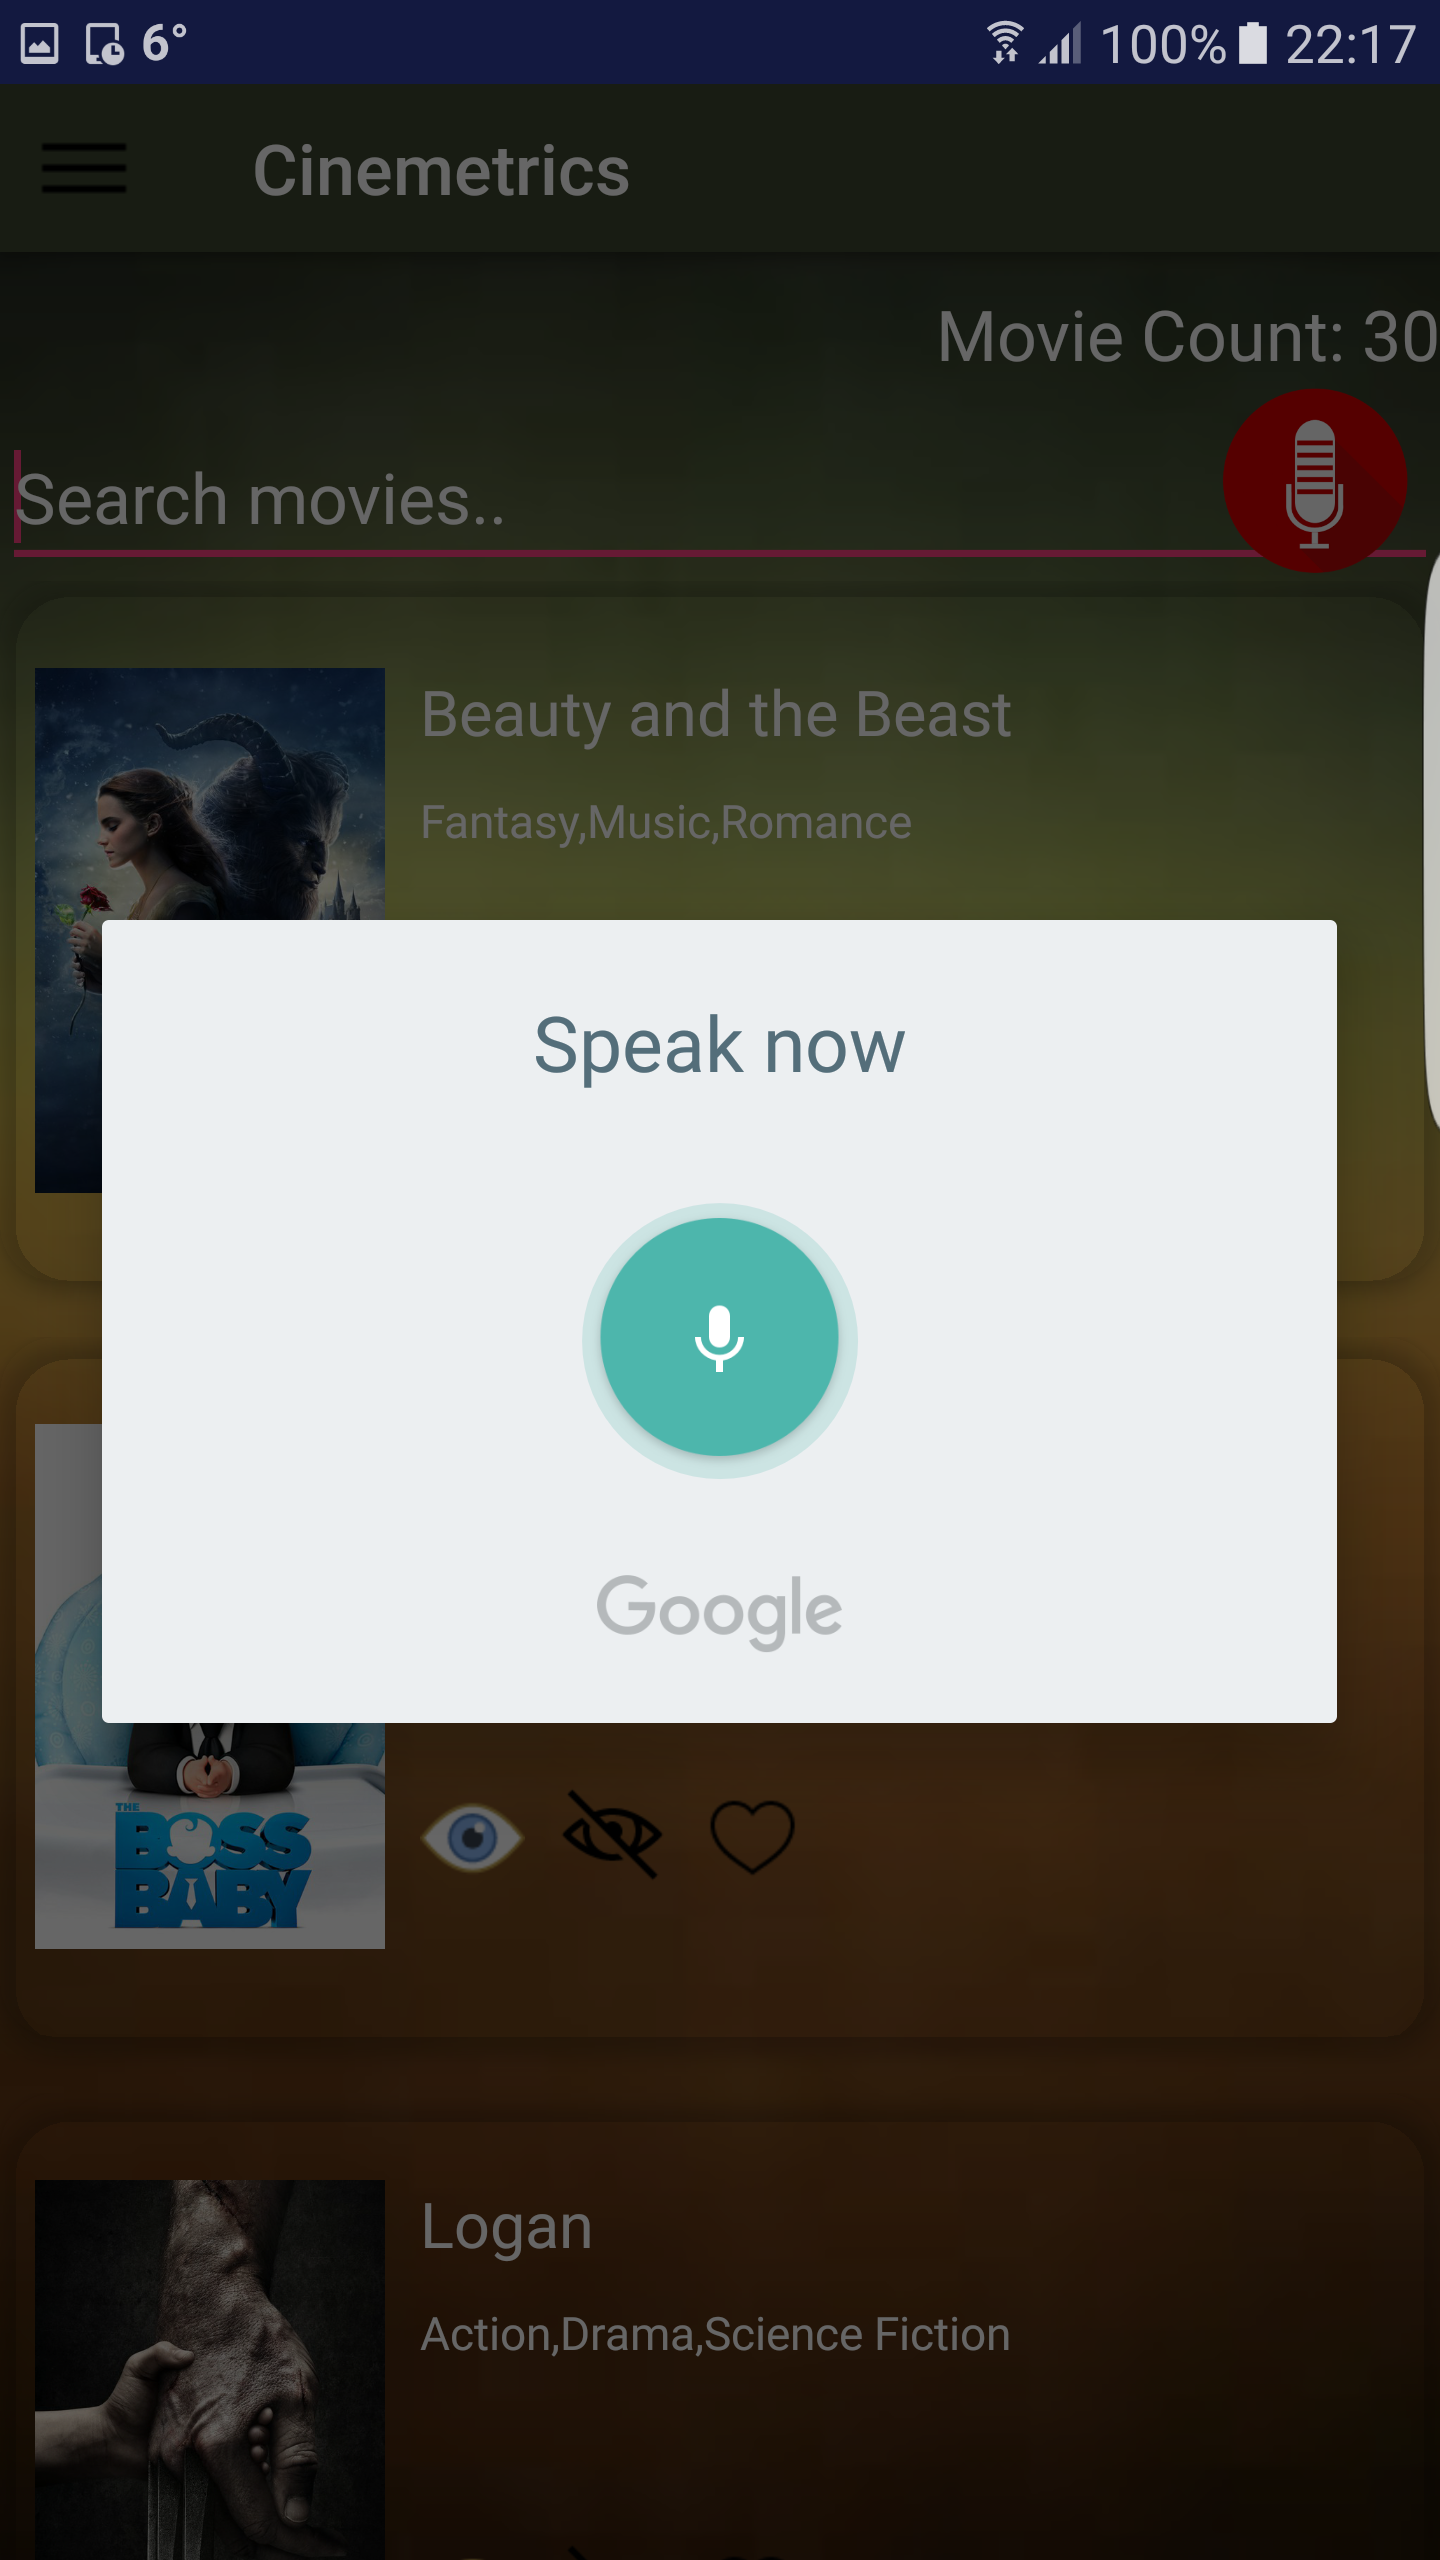 6° 100% 22:17
Cinemetrics
Movie Count: 30
Search movies..
Beauty and the Beast
Fantasy,Music,Romance
Speak now
Google
THE
BOSS
BABY
Logan
Action,Drama,Science Fiction